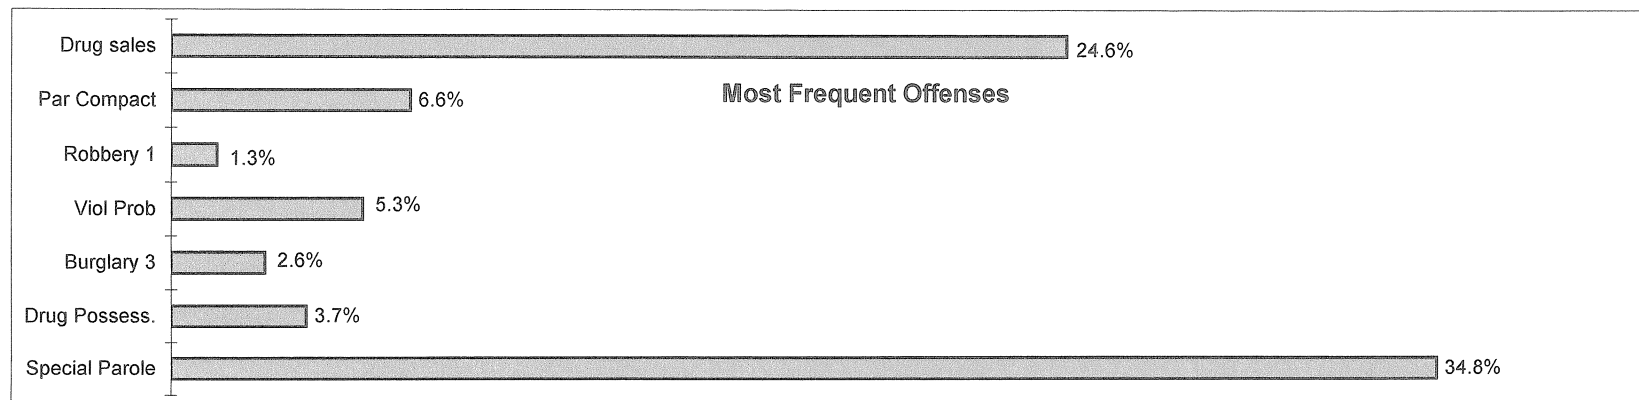 Drug sales 24.6%
Most Frequent Offenses
Par Compact 6.6%
Robbery 1 1.3%
Viol Prob 5.3%
Burglary 3 2.6%
Drug Possess. 3.7%
Special Parole 34.8%